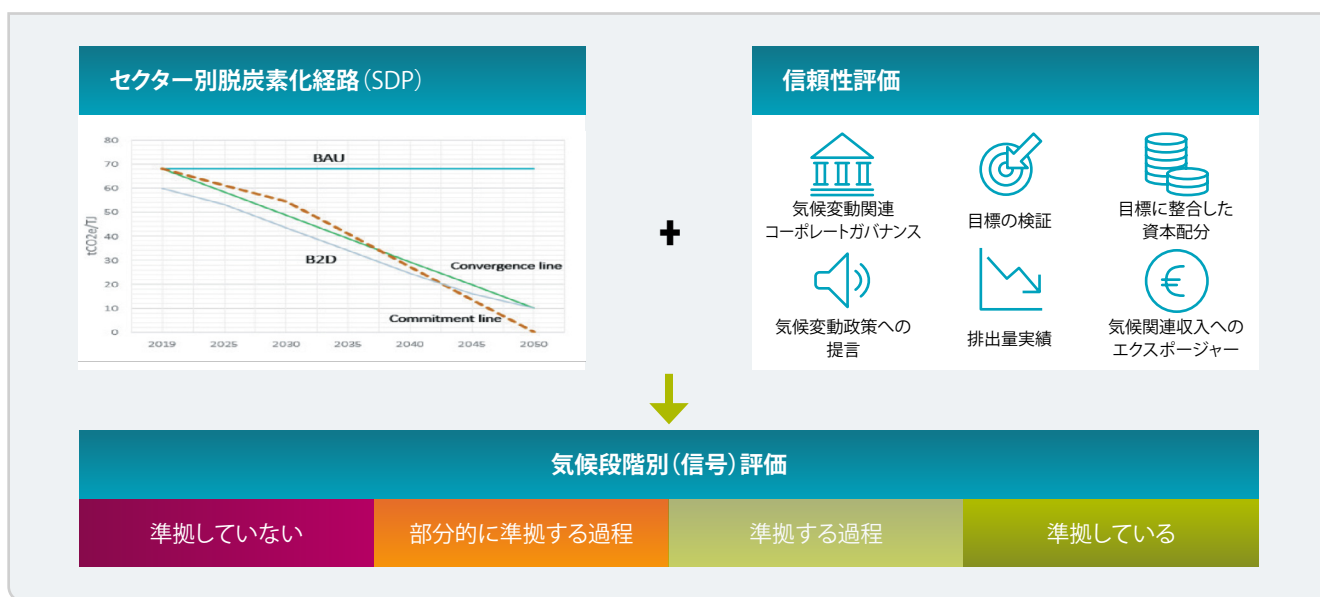 セクター別脱炭素化経路(SDP)
80
70
60
50
40
30
20
10
0
tCO2e/TJ
BAU
B2D
Convergence line
Commitment line
2019 2025 2030 2035 2040 2045 2050
+
信頼性評価
気候変動関連
コーポレートガバナンス
目標の検証
目標に整合した
資本配分
気候変動政策への
提言
排出量実績
€
気候関連収入への
エクスポージャー
気候段階別(信号)評価
準拠していない
部分的に準拠する過程
準拠する過程
準拠している